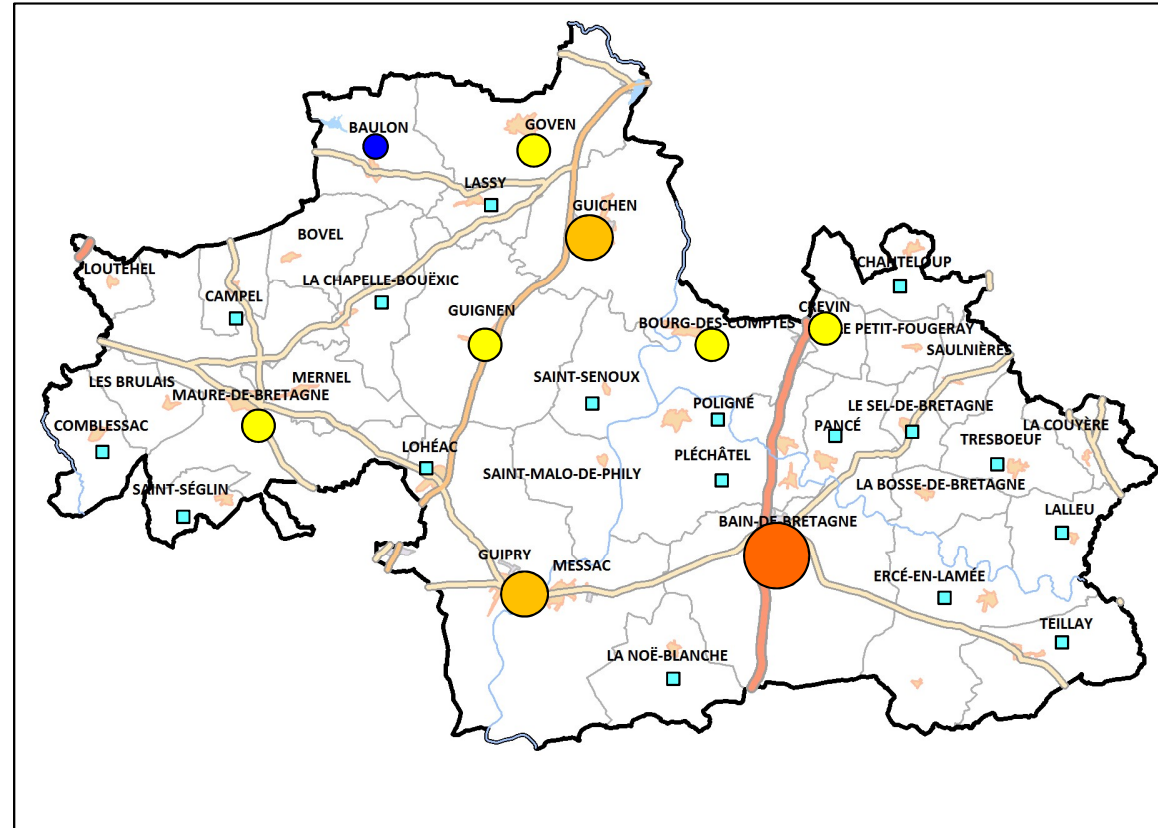 BAULON
GOVEN
LASSY
GUICHEN
BOVEL
CHANTELOUP
LOUTEHEL
LA CHAPELLE-BOUËXIC
CAMPEL
CREVIN
GUIGNEN
BOURG-DES-COMPTES
E PETIT-FOUGERAY
SAULNIÈRES
SAINT-SENOUX
MERNEL
LES BRULAIS
MAURE-DE-BRETAGNE
POLIGNÉ
LE SEL-DE-BRETAGNE
COMBLESSAC
PANCÉ
LA COUYÈRE
TRESBOEUF
LOHÉAC
PLÉCHÂTEL
SAINT-MALO-DE-PHILY
LA BOSSE-DE-BRETAGNE
SAINT-SÉGLIN
LALLEU
BAIN-DE-BRETAGNE
GUIPRY
MESSAC
ERCÉ-EN-LAMÉE
TEILLAY
LA NOË-BLANCHE